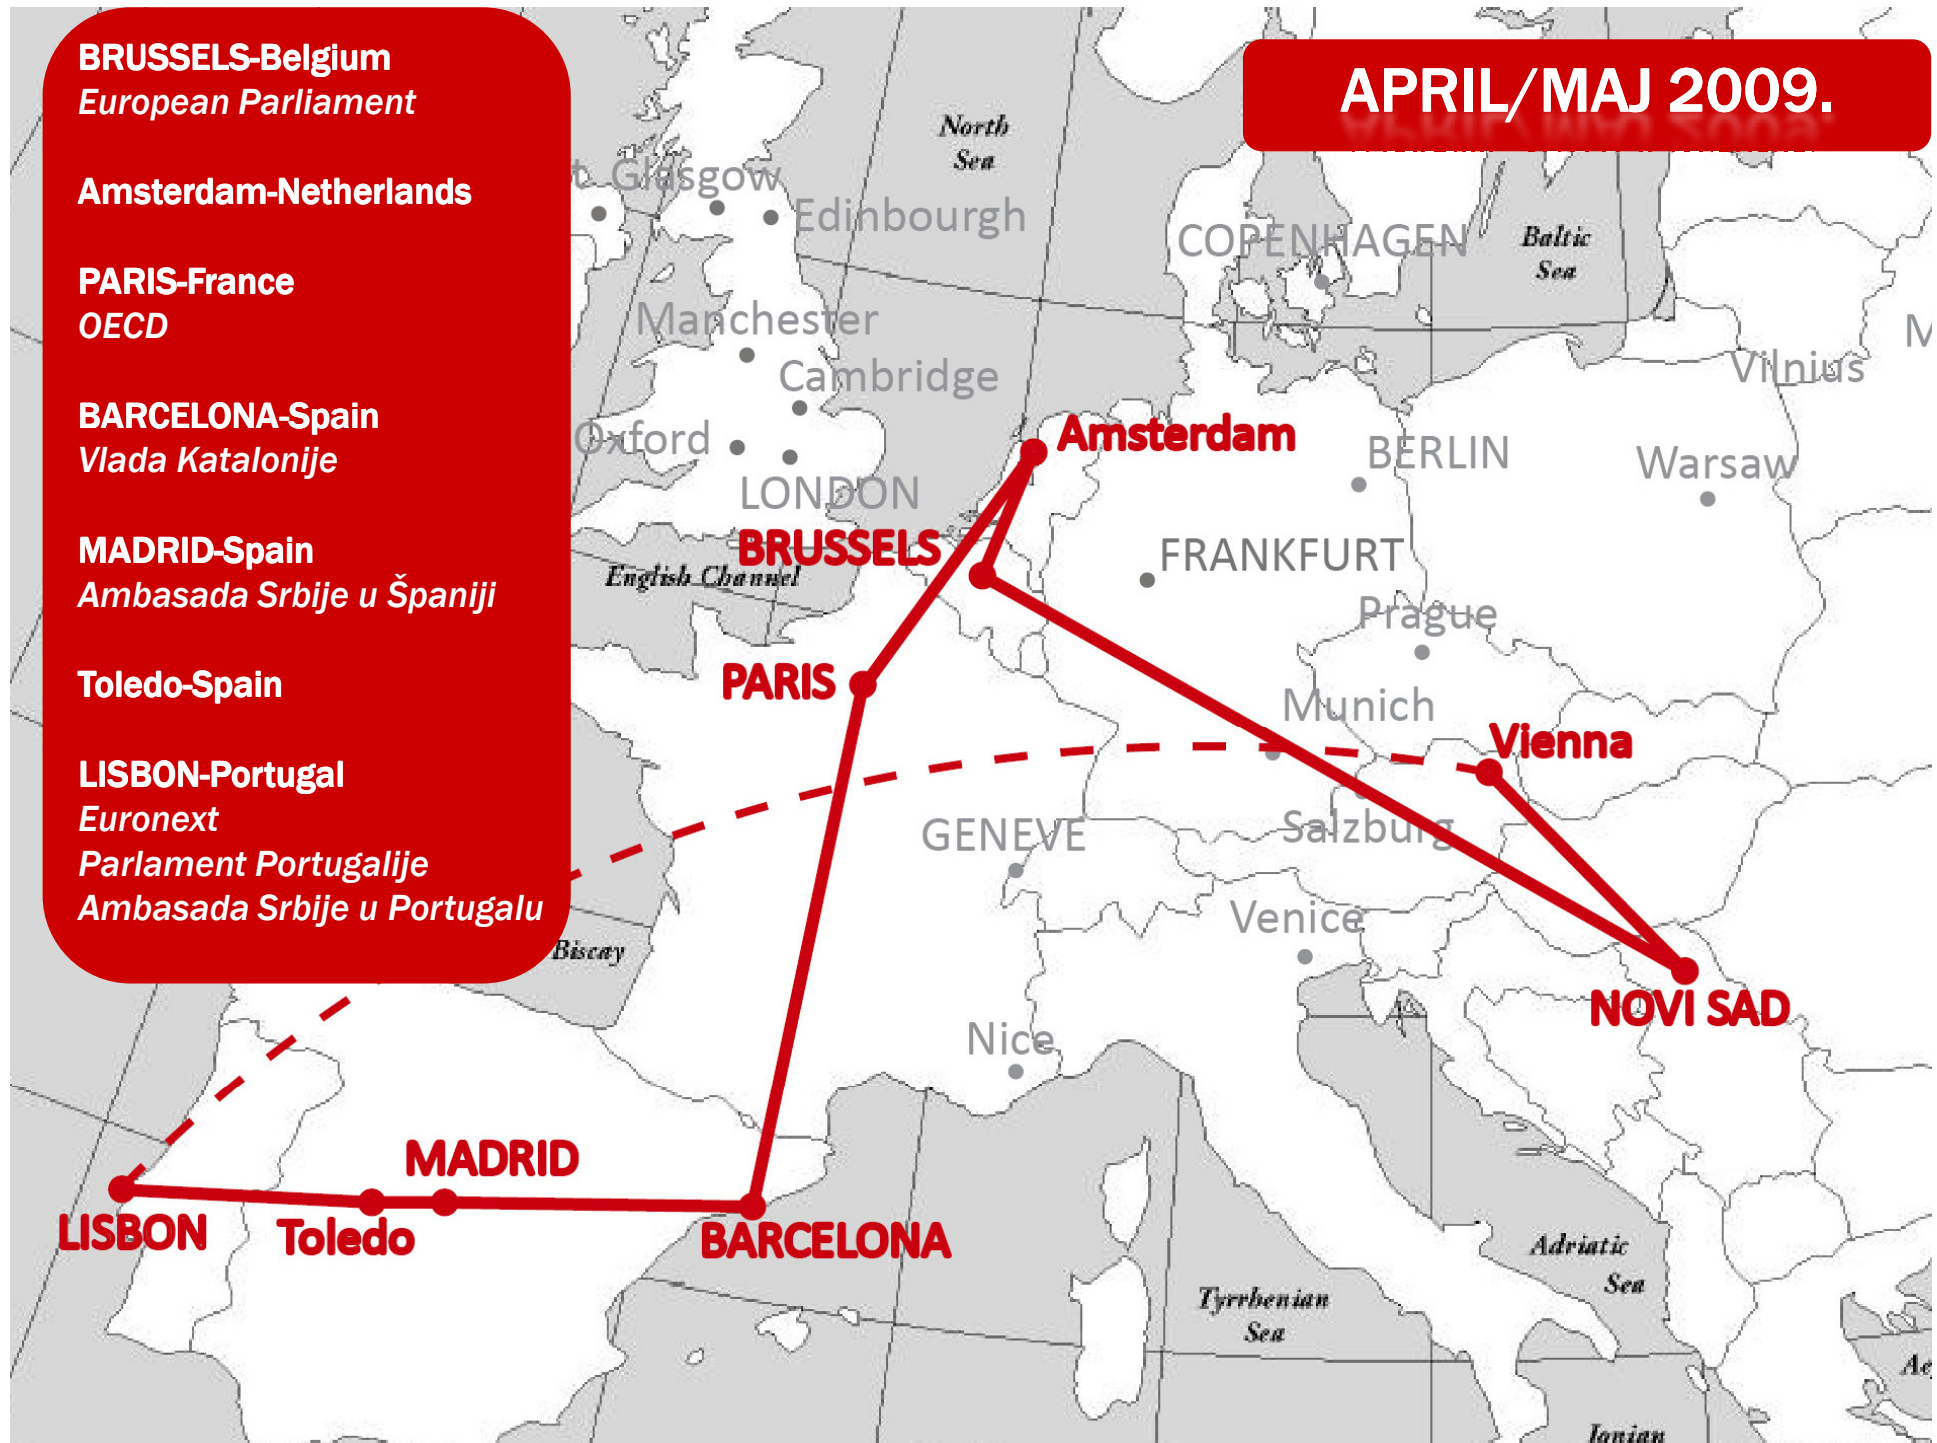 BRUSSELS-Belgium
European Parliament
Amsterdam-Netherlands
PARIS-France
OECD
BARCELONA-Spain
Vlada Katalonije
MADRID-Spain
Ambasada Srbije u Španiji
Toledo-Spain
LISBON-Portugal
Euronext
Parlament Portugalije
Ambasada Srbije u Portugalu
APRIL/MAJ 2009.
North
Sea
Glasgow
Edinbourgh
COPENHAGEN
Baltic
Sea
Manchester
Vilnius
Cambridge
Oxford
Amsterdam
BERLIN
Warsaw
LONDON
BRUSSELS
FRANKFURT
English Channel
Prague
PARIS
Munich
Vienna
GENEVE
Salzburg
Venice
Biscay
NOVI SAD
Nice
MADRID
LISBON
Toledo
BARCELONA
Adriatic
Sea
Tyrrhenian
Sea
Ionian